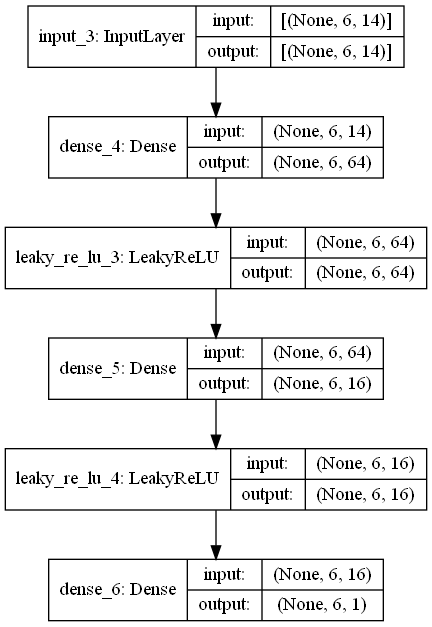 input_3: InputLayer
input:
[(None, 6, 14)]
output:
[(None, 6, 14)]
dense_4: Dense
input:
(None, 6, 14)
output:
(None, 6, 64)
leaky_re_lu_3: LeakyReLU
input:
(None, 6, 64)
output:
(None, 6, 64)
dense_5: Dense
input:
(None, 6, 64)
output:
(None, 6, 16)
leaky_re_lu_4: LeakyReLU
input:
(None, 6, 16)
output:
(None, 6, 16)
dense_6: Dense
input:
(None, 6, 16)
output:
(None, 6, 1)